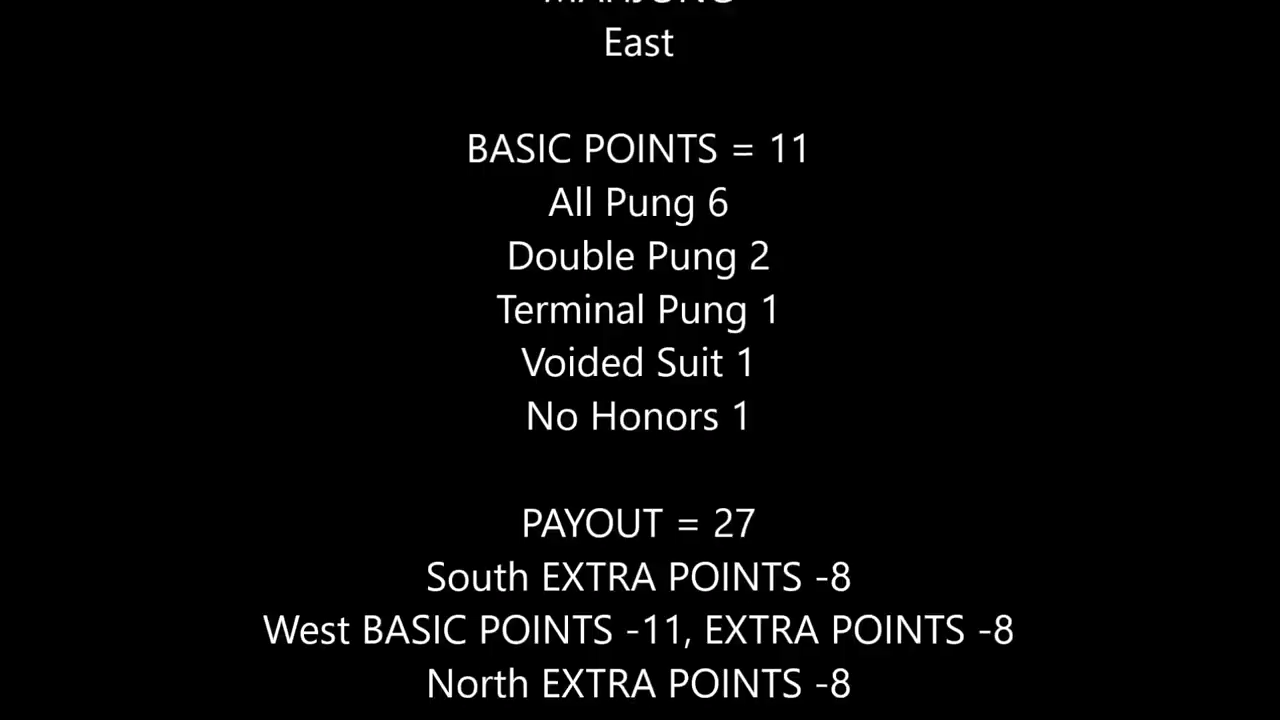 East
BASIC POINTS = 11
All Pung 6
Double Pung 2
Terminal Pung 1
Voided Suit 1
No Honors 1
PAYOUT = 27
South EXTRA POINTS -8
West BASIC POINTS -11, EXTRA POINTS -8
North EXTRA POINTS -8